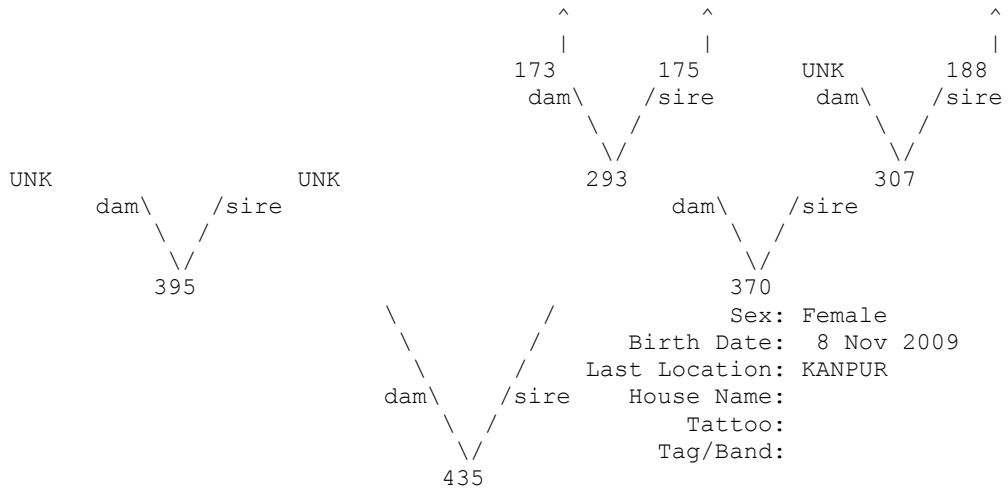 ^            ^                       ^
                                              |            |                       |
                                          173         175         UNK         188
                                           dam\     /sire         dam\     /sire
                                                \   /                   \   /
                                                 \/                      \/
UNK                     UNK                     293                     307
       dam\     /sire                                  dam\     /sire
            \   /                                           \   /
             \/                                              \/
            395                                             370
                               \             /               Sex: Female
                                \           /       Birth Date:  8 Nov 2009
                                 \         /     Last Location: KANPUR
                               dam\     /sire       House Name:
                                    \   /               Tattoo:
                                     \/               Tag/Band:
                                    435